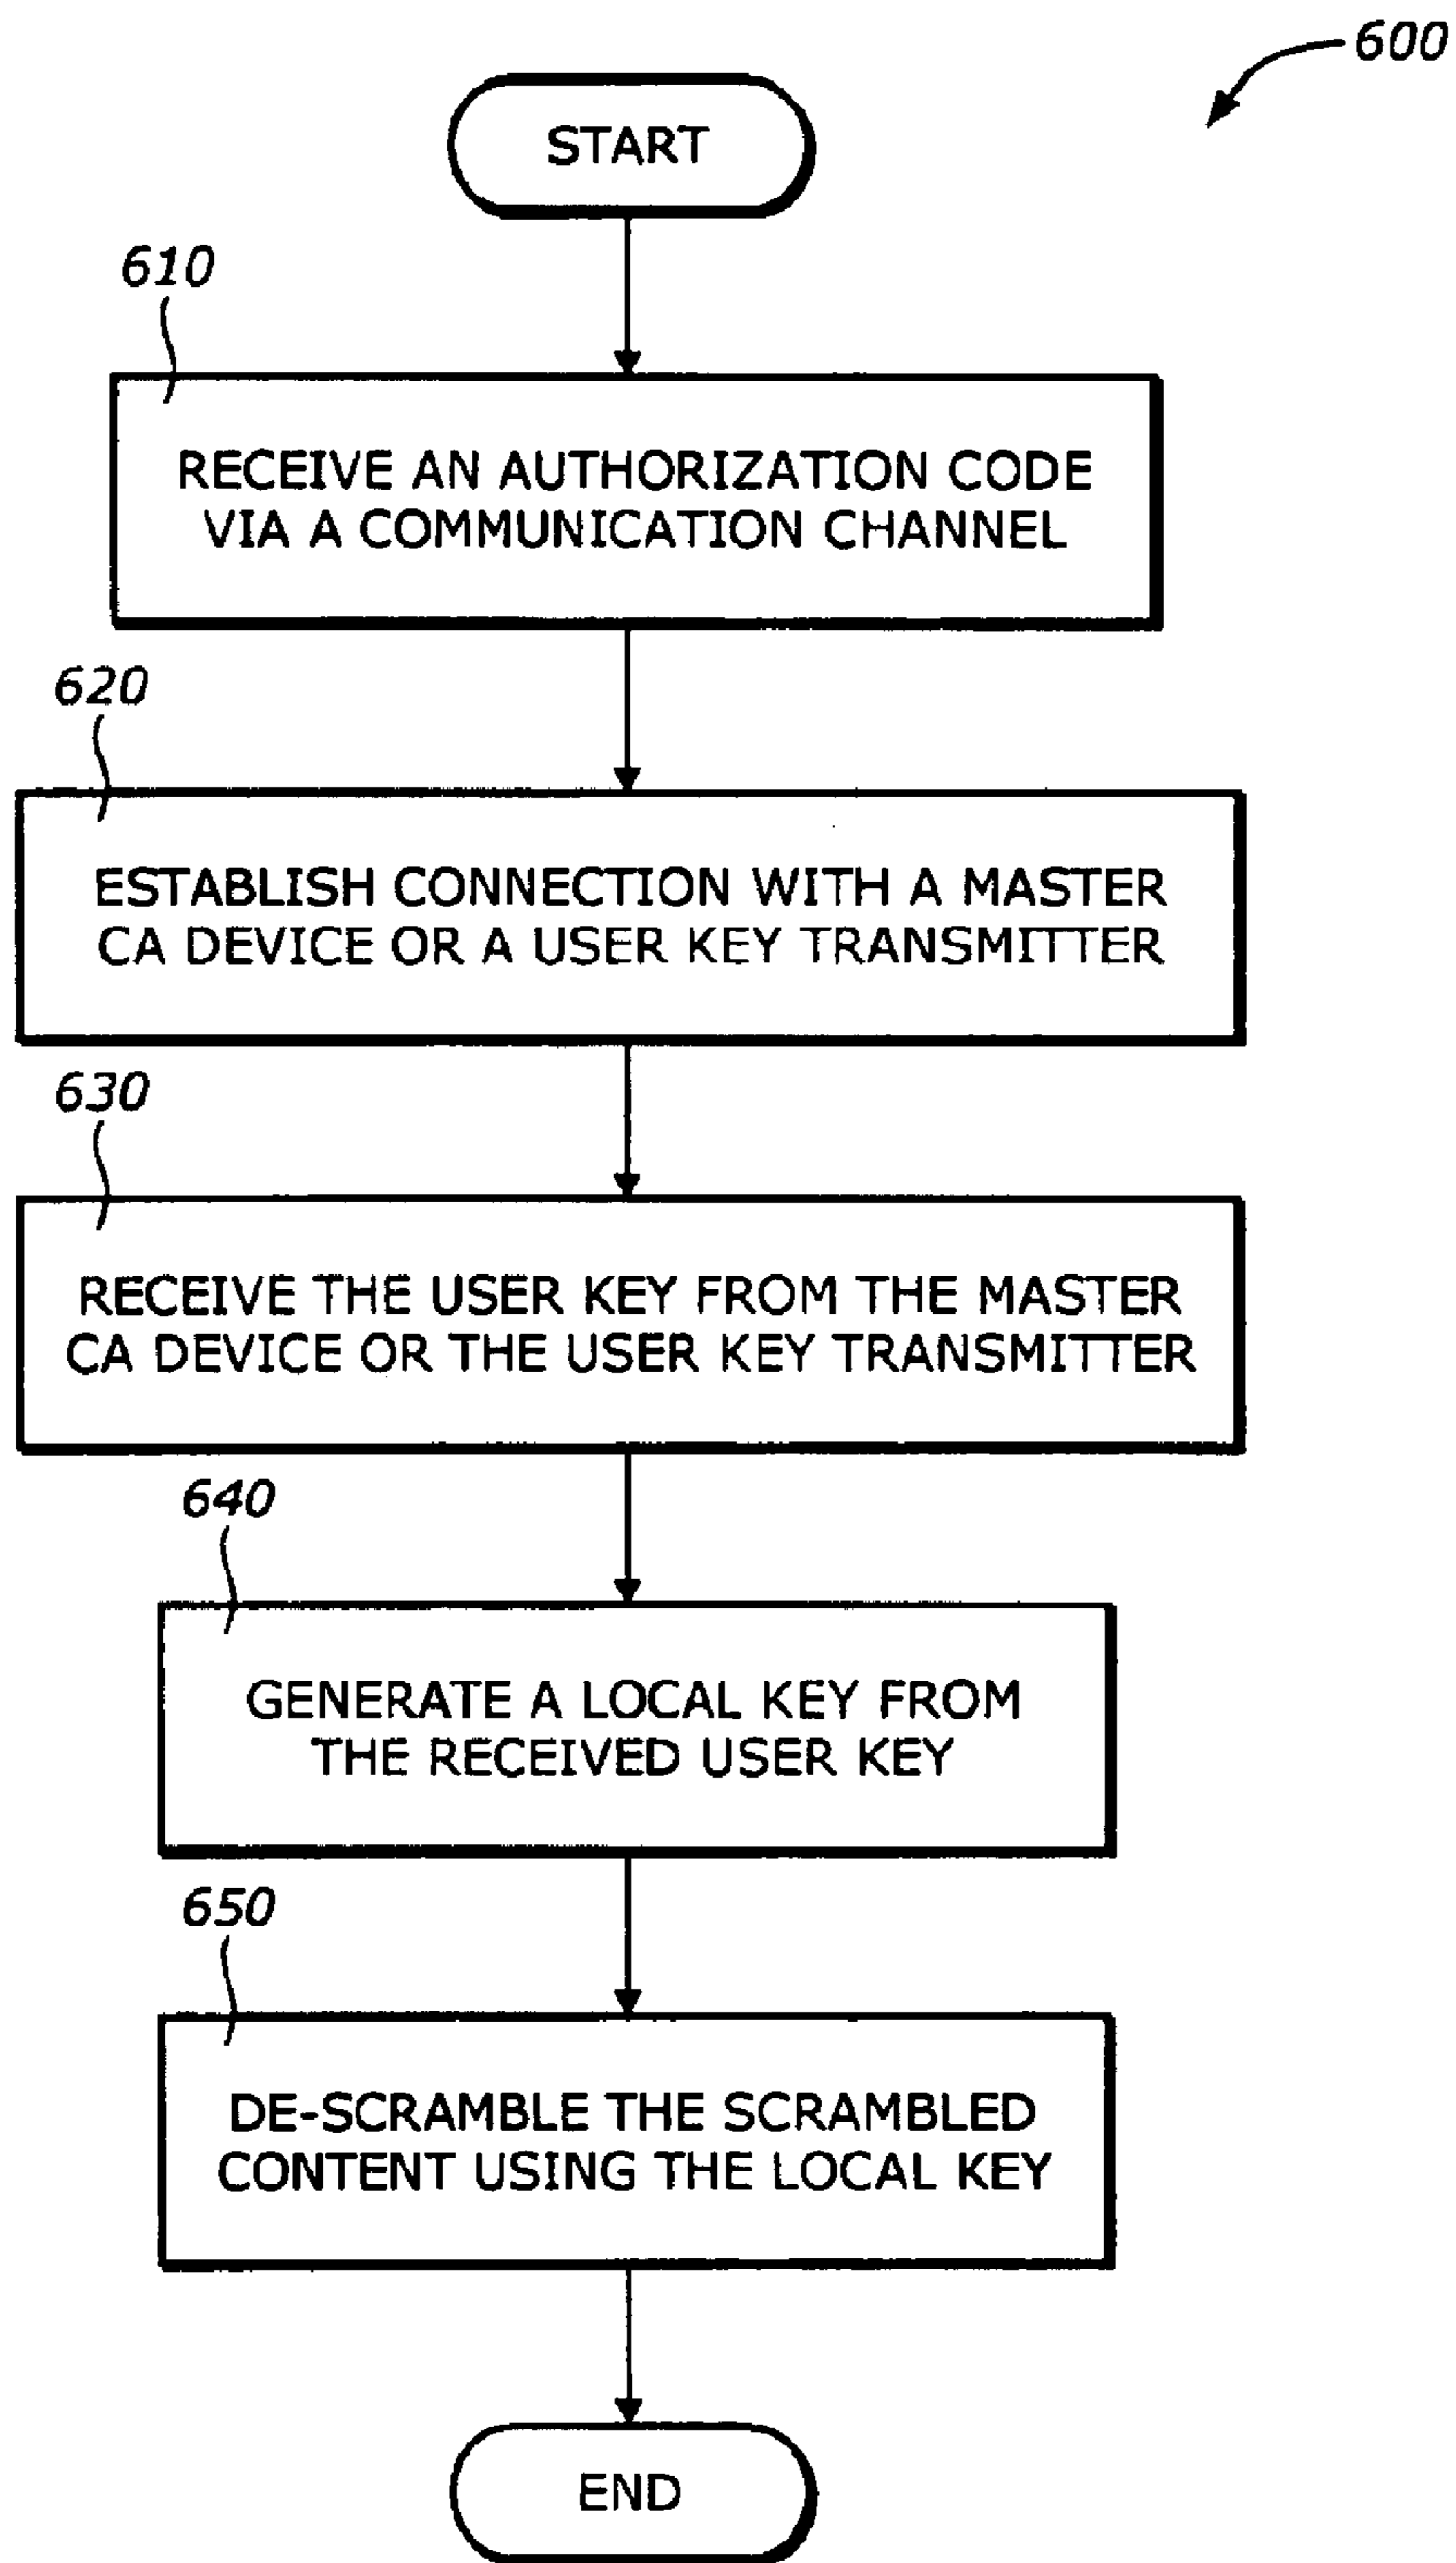 600
START
610
RECEIVE AN AUTHORIZATION CODE
VIA A COMMUNICATION CHANNEL
620
ESTABLISH CONNECTION WITH A MASTER
CA DEVICE OR A USER KEY TRANSMITTER
630
RECEIVE THE USER KEY FROM THE MASTER
CA DEVICE OR THE USER KEY TRANSMITTER
640
GENERATE A LOCAL KEY FROM
THE RECEIVED USER KEY
650
DE-SCRAMBLE THE SCRAMBLED
CONTENT USING THE LOCAL KEY
END